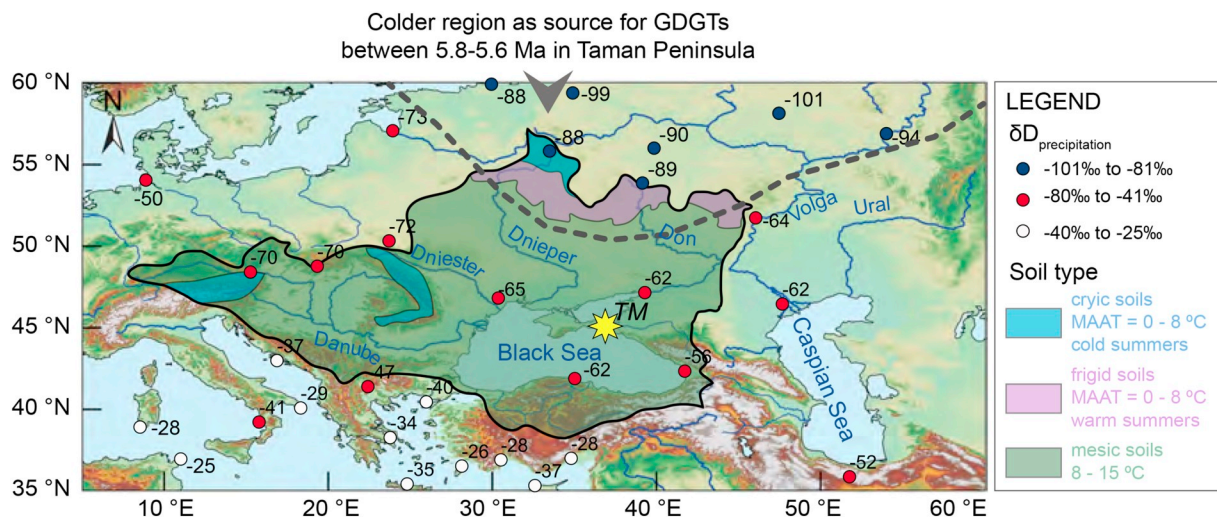 Colder region as source for GDGTs
between 5.8-5.6 Ma in Taman Peninsula
60 °N
55 °N
50 °N
45 °N
40 °N
35 °N
N
-88
-99
-101
-73
-88
-90
-94
-89
-50
-72
-64
Volga
Ural
Dnieper
Don
-70
-70
Dniester
-62
-62
-65
TM
Caspian Sea
Danube
Black Sea
-37
-56
-62
-47
-40
-29
-41
-34
-28
-28
-28
-26
-25
-35
-37
-52
10 °E
20 °E
30 °E
40 °E
50 °E
60 °E
LEGEND
δDprecipitation
-101‰ to -81‰
-80‰ to -41‰
-40‰ to -25‰
Soil type
cryic soils
MAAT = 0 - 8 ºC
cold summers
frigid soils
MAAT = 0 - 8ºC
warm summers
mesic soils
8 - 15 ºC